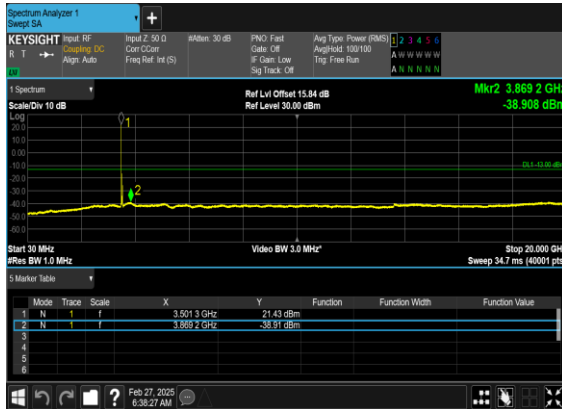 Spectrum Analyzer 1
Swept SA
+
KEYSIGHT Input: RF Input Z: 50 Ω #Atten: 30 dB PNO: Fast Avg Type: Power (RMS) 1 2 3 4 5 6
R T Coupling: DC Corr CCorr Gate: Off Avg|Hold: 100/100 A W W W W W
Align: Auto Freq Ref: Int (S) IF Gain: Low Trig: Free Run
LXI Sig Track: Off A N N N N N
1 Spectrum Ref Lvl Offset 15.84 dB Mkr2 3.869 2 GHz
Scale/Div 10 dB Ref Level 30.00 dBm -38.908 dBm
Log
20.0
10.0
0.00
-10.0
-20.0
-30.0
-40.0
-50.0
-60.0
1
DL1 -13.00 dBm
2
Start 30 MHz Video BW 3.0 MHz* Stop 20.000 GHz
#Res BW 1.0 MHz Sweep 34.7 ms (40001 pts)
5 Marker Table
Mode Trace Scale X Y Function Function Width Function Value
1 N 1 f 3.501 3 GHz 21.43 dBm
2 N 1 f 3.869 2 GHz -38.91 dBm
3
4
5
6
? Feb 27, 2025
6:38:27 AM